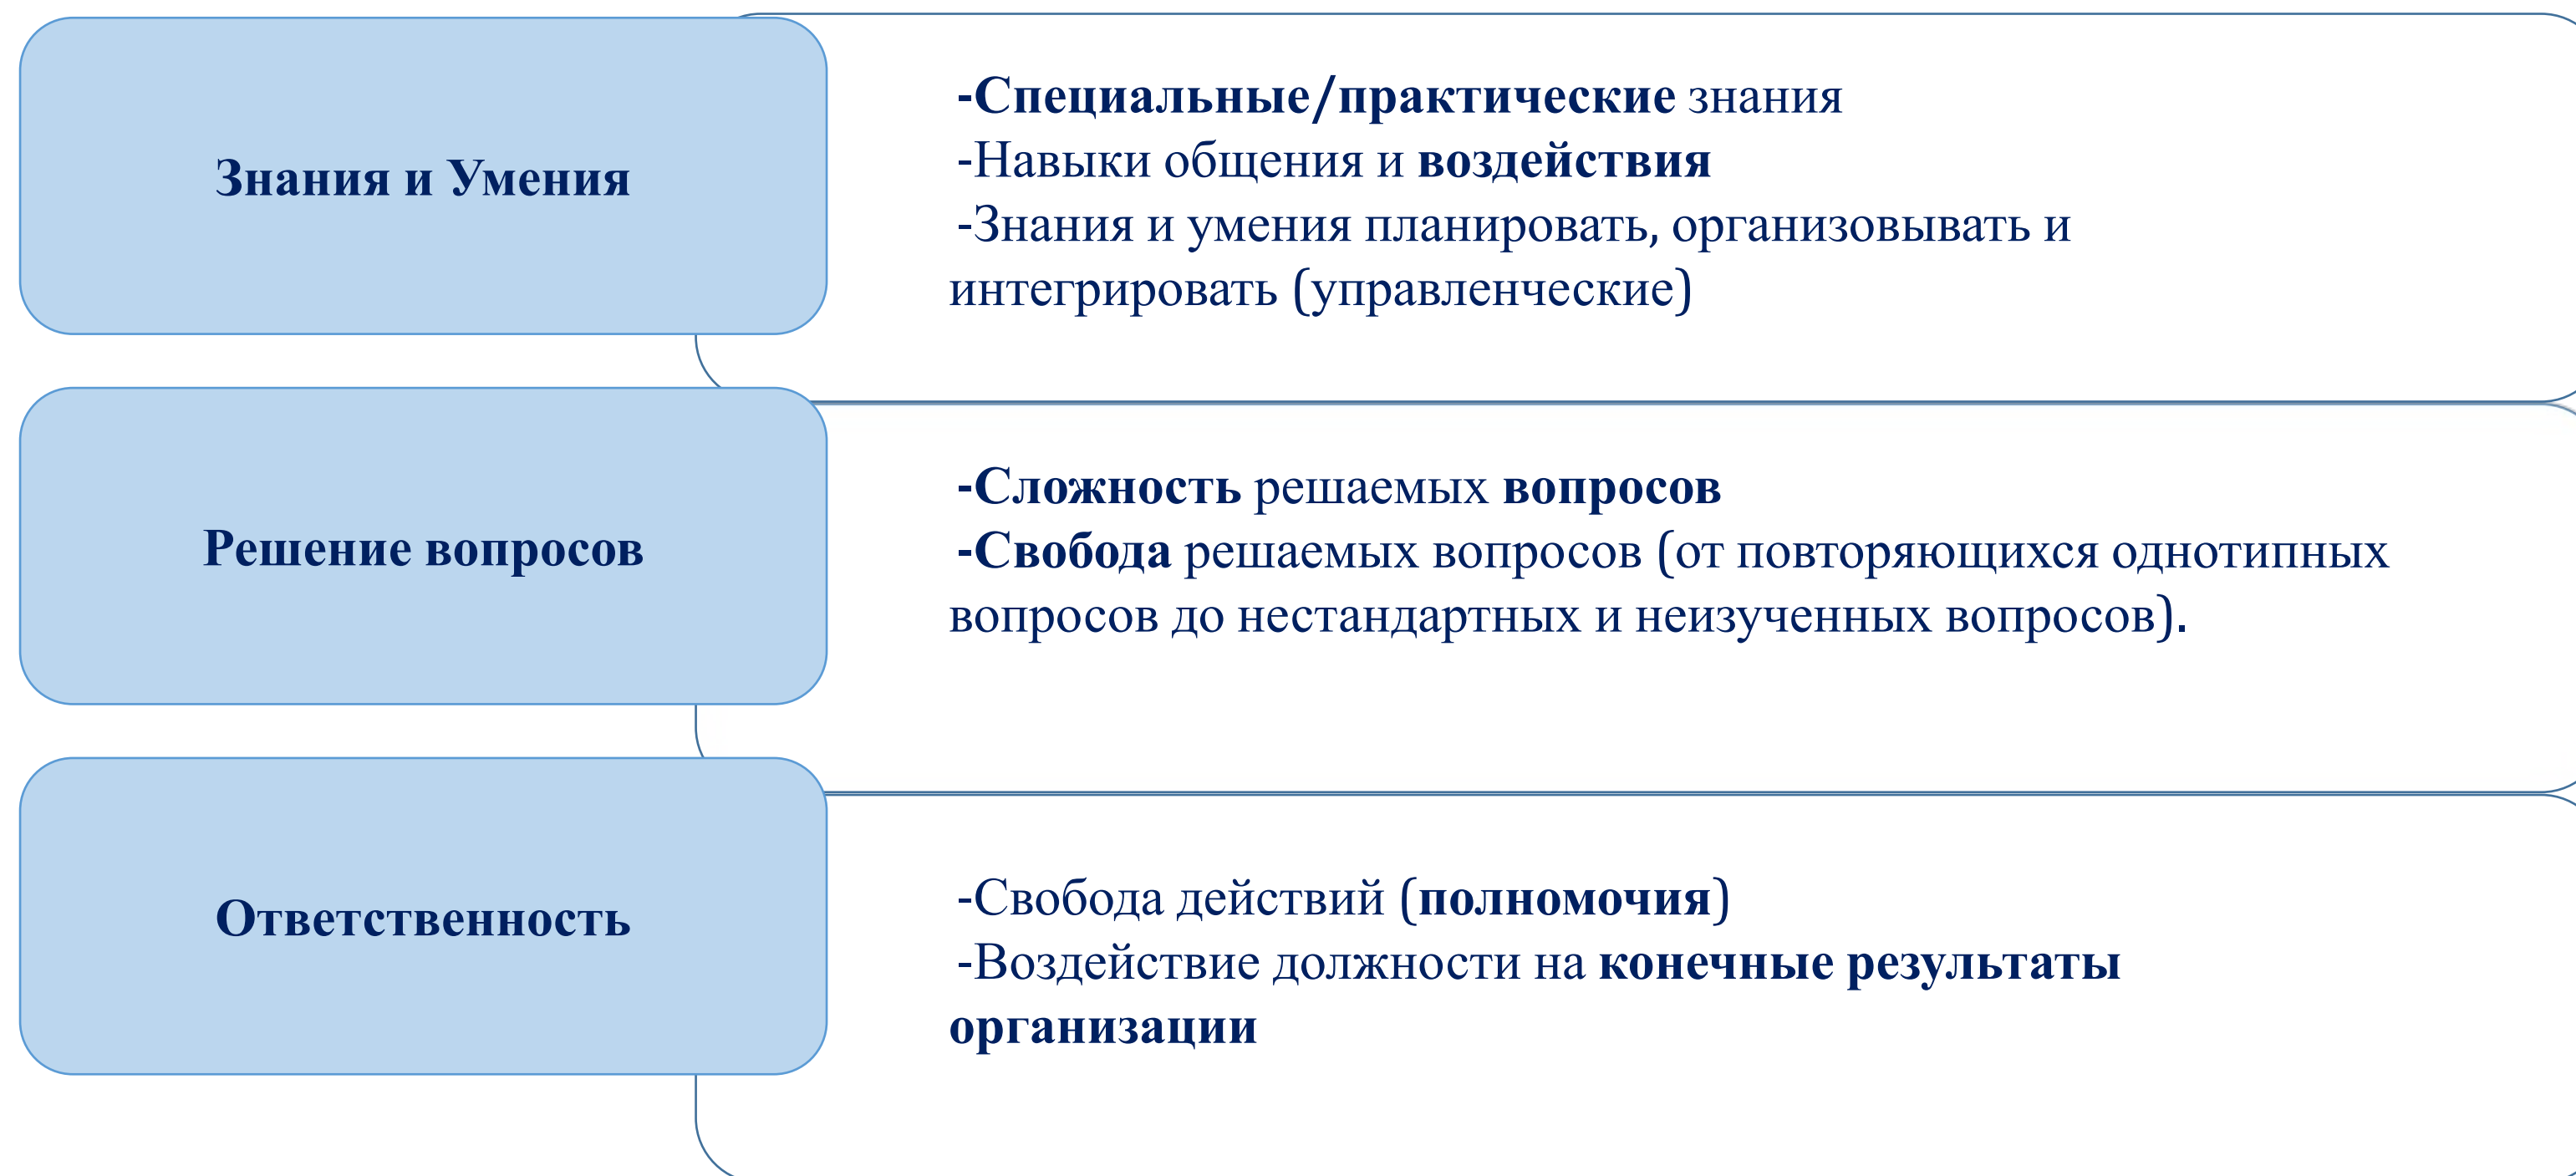 Знания и Умения
-Специальные/практические знания
-Навыки общения и воздействия
-Знания и умения планировать, организовывать и
интегрировать (управленческие)
Решение вопросов
-Сложность решаемых вопросов
-Свобода решаемых вопросов (от повторяющихся однотипных
вопросов до нестандартных и неизученных вопросов).
Ответственность
-Свобода действий (полномочия)
-Воздействие должности на конечные результаты
организации